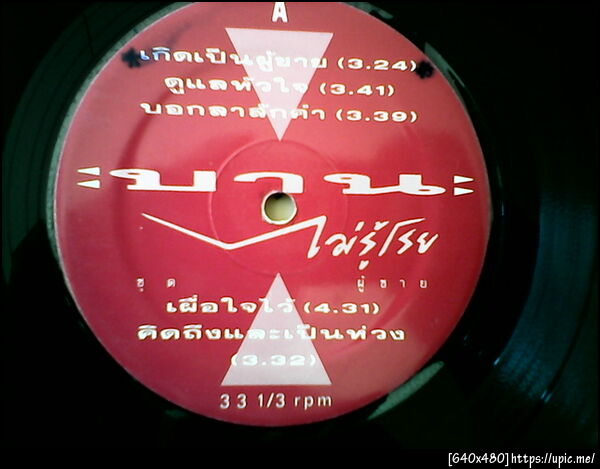 A
เกิดเป็นผู้ชาย (3.24)
ดูแลหัวใจ (3.41)
บอกลาสักคำ (3.39)
บาน
ไม่รู้โรย
ชุด ผู้ชาย
เผื่อใจไว้ (4.31)
คิดถึงและเป็นห่วง
(3.32)
33 1/3 rpm
[640x480]https://upic.me/